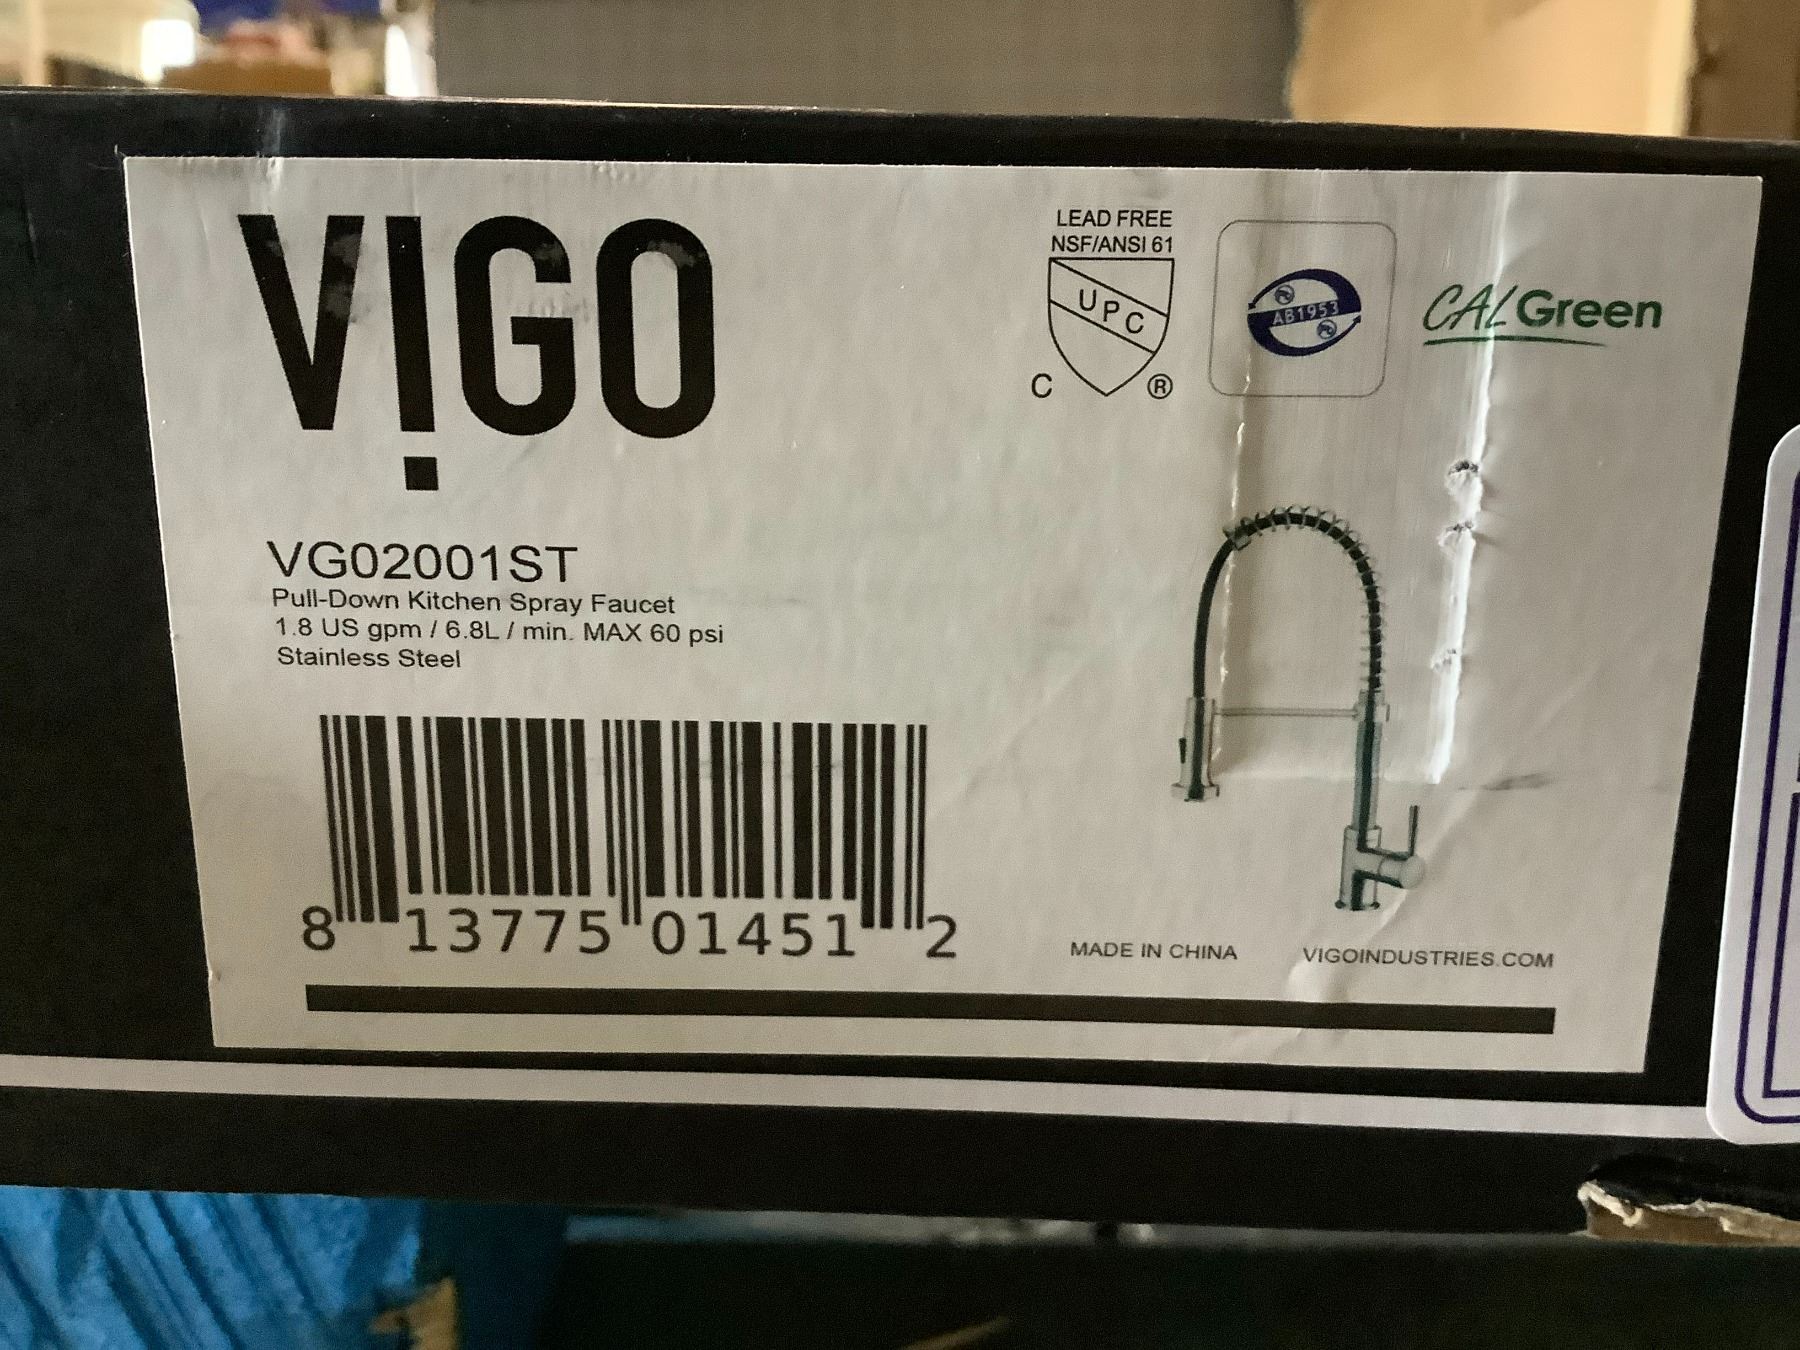 VIGO
LEAD FREE
NSF/ANSI 61
UPC
C ®
AB1953
CALGreen
VG02001ST
Pull-Down Kitchen Spray Faucet
1.8 US gpm / 6.8L / min. MAX 60 psi
Stainless Steel
8 13775 01451 2
MADE IN CHINA
VIGOINDUSTRIES.COM